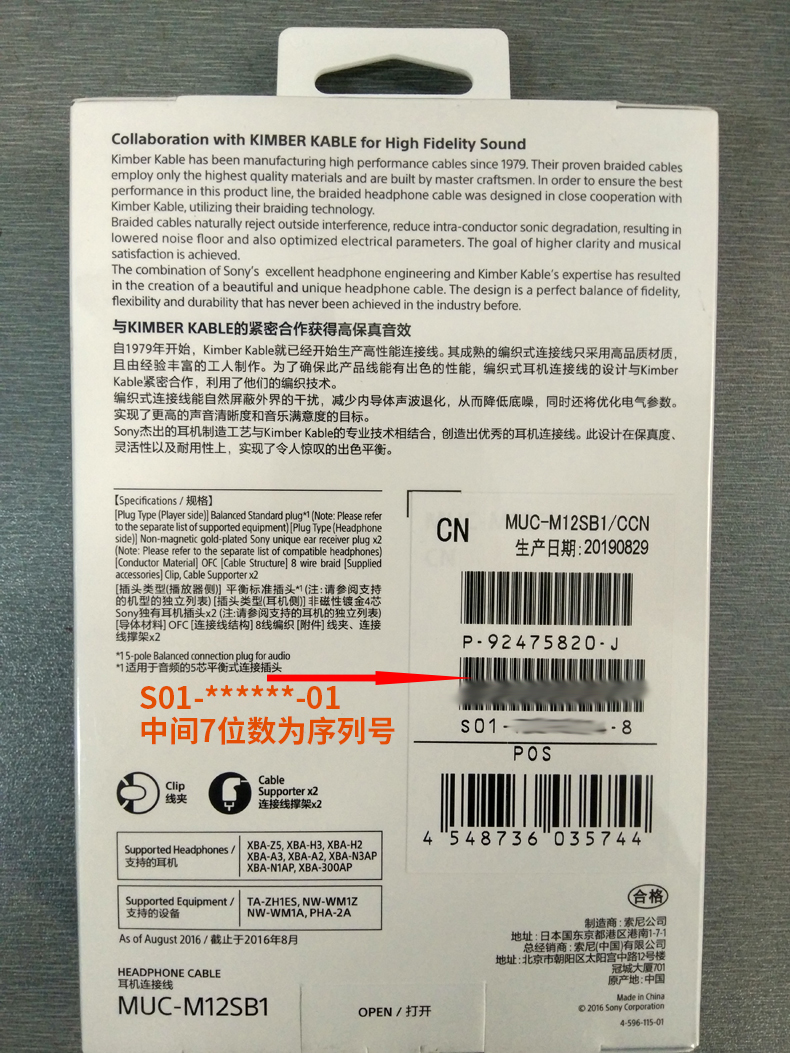 Collaboration with KIMBER KABLE for High Fidelity Sound
Kimber Kable has been manufacturing high performance cables since 1979. Their proven braided cables
employ only the highest quality materials and are built by master craftsmen. In order to ensure the best
performance in this product line, the braided headphone cable was designed in close cooperation with
Kimber Kable, utilizing their braiding technology.
Braided cables naturally reject outside interference, reduce intra-conductor sonic degradation, resulting in
lowered noise floor and also optimized electrical parameters. The goal of higher clarity and musical
satisfaction is achieved.
The combination of Sony's excellent headphone engineering and Kimber Kable's expertise has resulted
in the creation of a beautiful and unique headphone cable. The design is a perfect balance of fidelity,
flexibility and durability that has never been achieved in the industry before.
与KIMBER KABLE的紧密合作获得高保真音效
自1979年开始，Kimber Kable就已经开始生产高性能连接线。其成熟的编织式连接线只采用高品质材质，
且由经验丰富的工人制作。为了确保此产品线能有出色的性能，编织式耳机连接线的设计与Kimber
Kable紧密合作，利用了他们的编织技术。
编织式连接线能自然屏蔽外界的干扰，减少内导体声波退化，从而降低底噪，同时还将优化电气参数。
实现了更高的声音清晰度和音乐满意度的目标。
Sony杰出的耳机制造工艺与Kimber Kable的专业技术相结合，创造出优秀的耳机连接线。此设计在保真度、
灵活性以及耐用性上，实现了令人惊叹的出色平衡。
【Specifications / 规格】
[Plug Type (Player side)] Balanced Standard plug*1 (Note: Please refer
to the separate list of supported equipment) [Plug Type (Headphone
side)] Non-magnetic gold-plated Sony unique ear receiver plug x2
(Note: Please refer to the separate list of compatible headphones)
[Conductor Material] OFC [Cable Structure] 8 wire braid [Supplied
accessories] Clip, Cable Supporter x2
[插头类型(播放器侧)] 平衡标准插头*1 (注:请参阅支持
的机型的独立列表) [插头类型(耳机侧)] 非磁性镀金4芯
Sony独有耳机插头x2 (注:请参阅支持的耳机的独立列表)
[导体材料] OFC [连接线结构] 8线编织 [附件] 线夹、连接
线撑架x2
*1 5-pole Balanced connection plug for audio
*1 适用于音频的5芯平衡式连接插头
CN
MUC-M12SB1/CCN
生产日期:20190829
P-92475820-J
S01-
-8
POS
4 548736 035744
S01-******-01
中间7位数为序列号
Clip
线夹
Cable
Supporter x2
连接线撑架x2
Supported Headphones /
支持的耳机
XBA-Z5, XBA-H3, XBA-H2
XBA-A3, XBA-A2, XBA-N3AP
XBA-N1AP, XBA-300AP
Supported Equipment /
支持的设备
TA-ZH1ES, NW-WM1Z
NW-WM1A, PHA-2A
As of August 2016 / 截止于2016年8月
HEADPHONE CABLE
耳机连接线
MUC-M12SB1
OPEN / 打开
合格
制造商:索尼公司
地址:日本国东京都港区港南1-7-1
总经销商:索尼(中国)有限公司
地址:北京市朝阳区太阳宫中路12号楼
冠城大厦701
原产地:中国
Made in China
© 2016 Sony Corporation
4-596-115-01